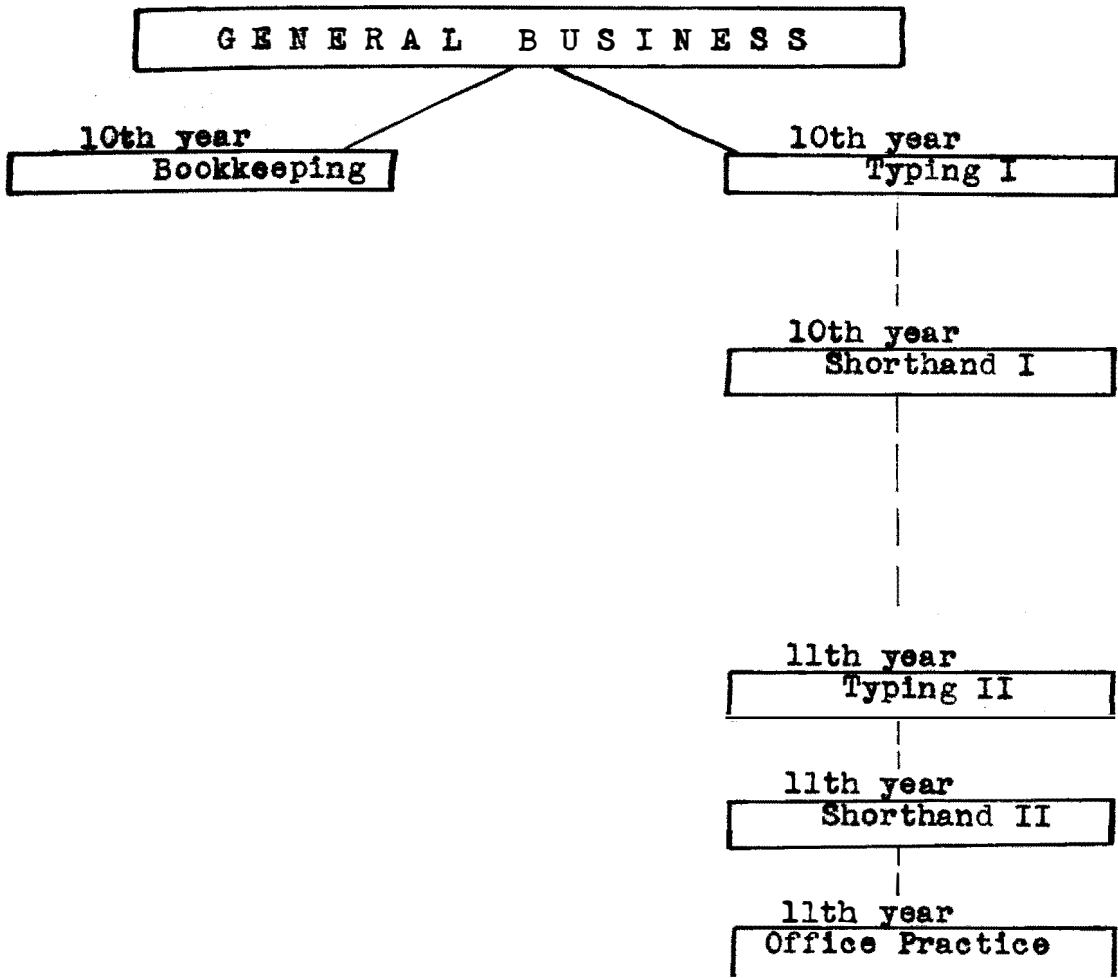 GENERAL BUSINESS
10th year
Bookkeeping
10th year
Typing I
10th year
Shorthand I
11th year
Typing II
11th year
Shorthand II
11th year
Office Practice